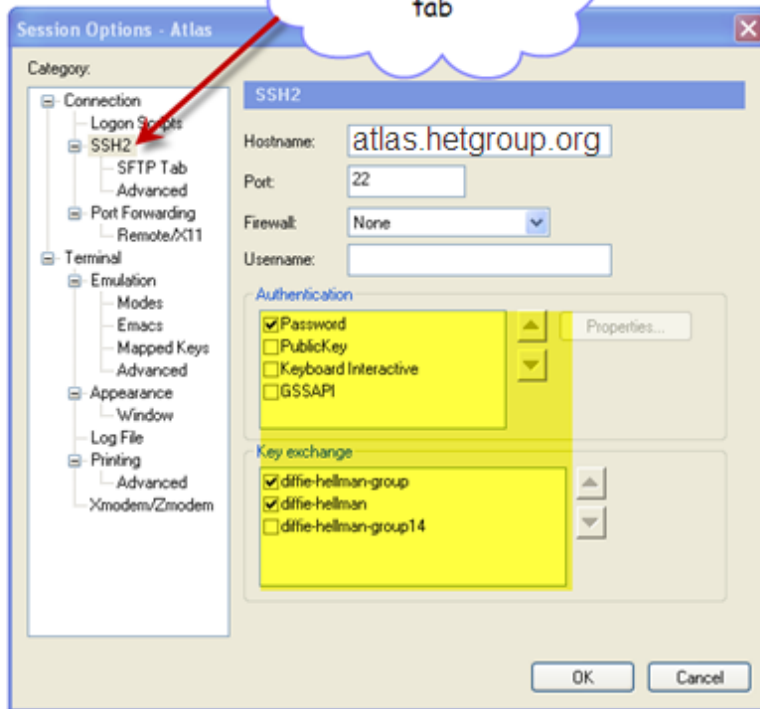 tab
Session Options - Atlas
Category:
Connection
Logon Scripts
SSH2
SFTP Tab
Advanced
Port Forwarding
Remote/X11
Terminal
Emulation
Modes
Emacs
Mapped Keys
Advanced
Appearance
Window
Log File
Printing
Advanced
Xmodem/Zmodem
SSH2
Hostname: atlas.hetgroup.org
Port: 22
Firewall: None
Username:
Authentication
Password
PublicKey
Keyboard Interactive
GSSAPI
Properties...
Key exchange
diffie-hellman-group
diffie-hellman
diffie-hellman-group14
OK Cancel